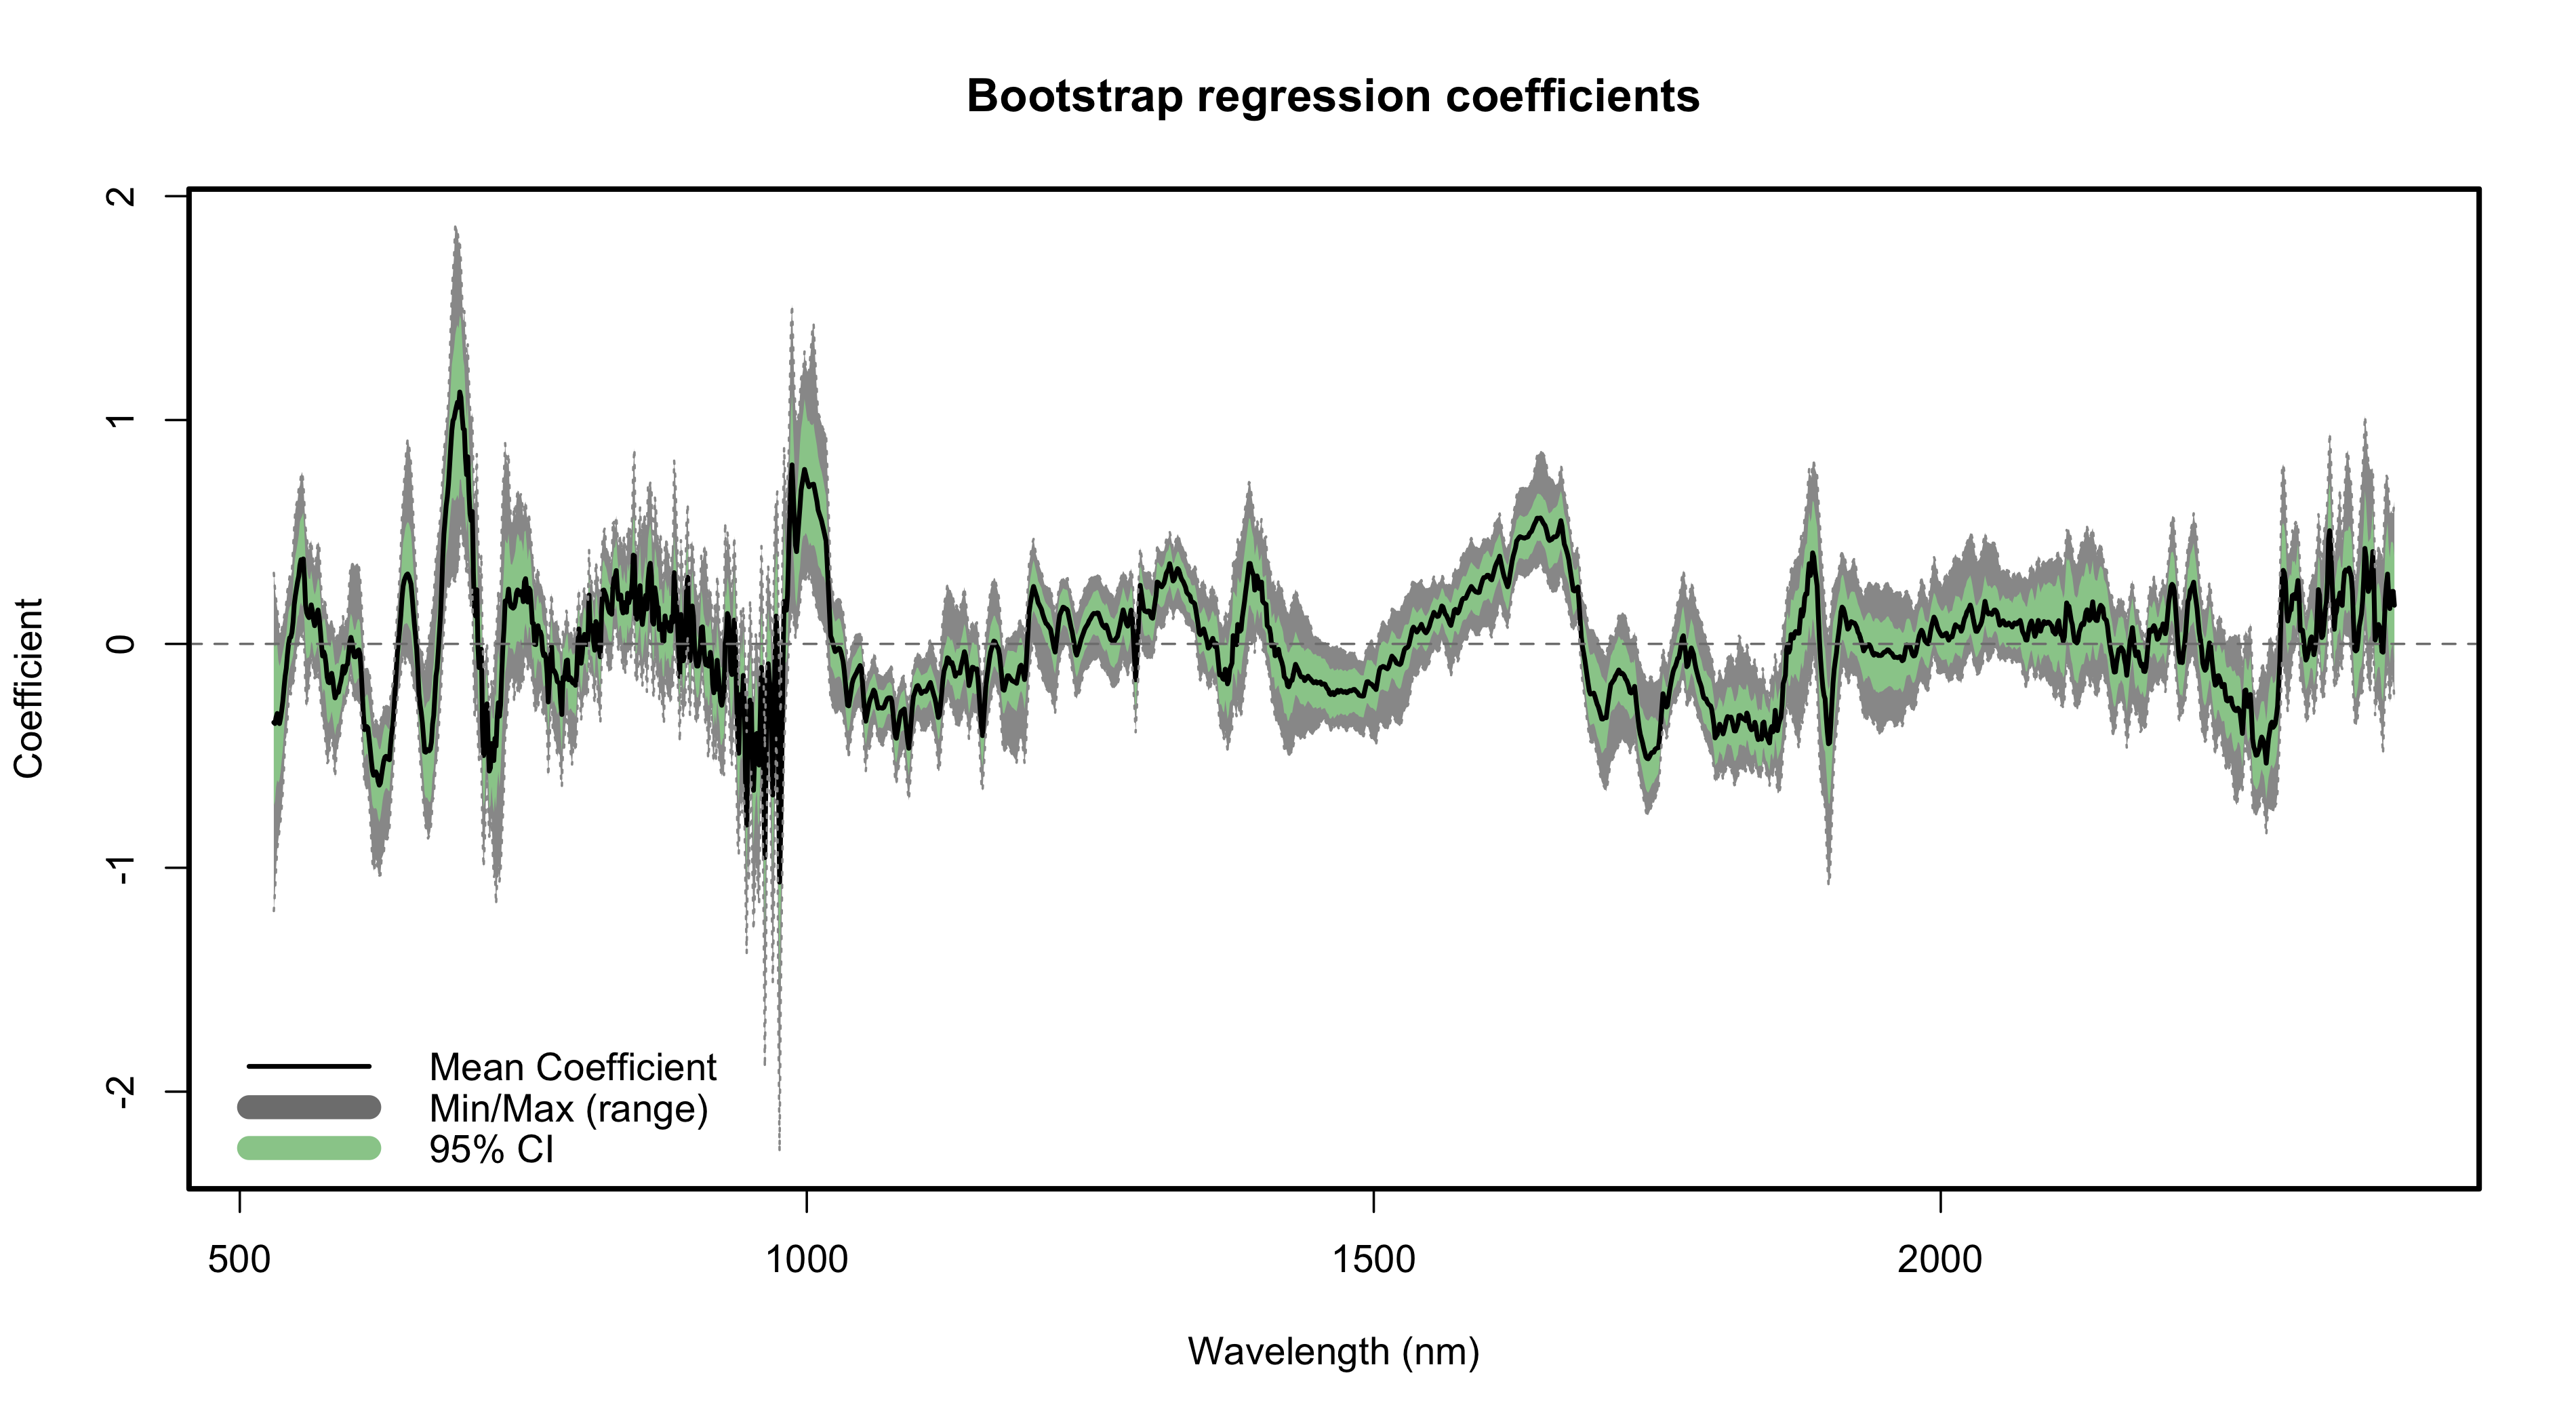 Bootstrap regression coefficients
Coefficient
2
1
0
-1
-2
Mean Coefficient
Min/Max (range)
95% CI
500
1000
1500
2000
Wavelength (nm)